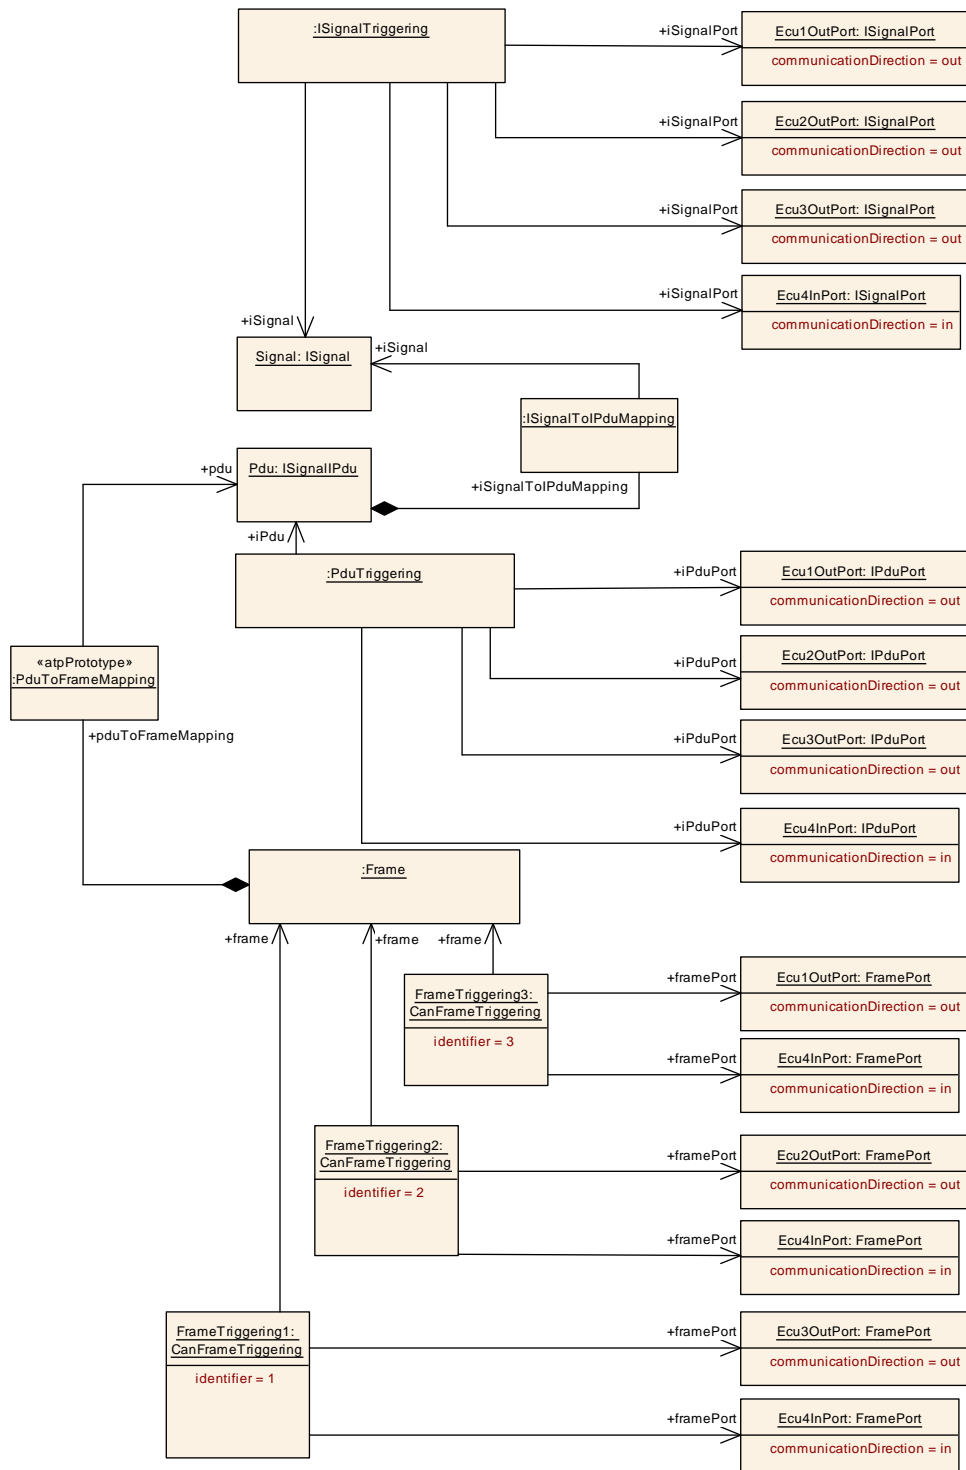 :ISignalTriggering
+iSignalPort
Ecu1OutPort: ISignalPort
communicationDirection = out
+iSignalPort
Ecu2OutPort: ISignalPort
communicationDirection = out
+iSignalPort
Ecu3OutPort: ISignalPort
communicationDirection = out
+iSignalPort
Ecu4InPort: ISignalPort
communicationDirection = in
+iSignal
Signal: ISignal
+iSignal
:ISignalToIPduMapping
+iSignalToIPduMapping
+pdu
Pdu: ISignalIPdu
+iPdu
:PduTriggering
+iPduPort
Ecu1OutPort: IPduPort
communicationDirection = out
+iPduPort
Ecu2OutPort: IPduPort
communicationDirection = out
«atpPrototype»
:PduToFrameMapping
+pduToFrameMapping
+iPduPort
Ecu3OutPort: IPduPort
communicationDirection = out
+iPduPort
Ecu4InPort: IPduPort
communicationDirection = in
:Frame
+frame
+frame
+frame
FrameTriggering3:
CanFrameTriggering
identifier = 3
+framePort
Ecu1OutPort: FramePort
communicationDirection = out
+framePort
Ecu4InPort: FramePort
communicationDirection = in
FrameTriggering2:
CanFrameTriggering
identifier = 2
+framePort
Ecu2OutPort: FramePort
communicationDirection = out
+framePort
Ecu4InPort: FramePort
communicationDirection = in
FrameTriggering1:
CanFrameTriggering
identifier = 1
+framePort
Ecu3OutPort: FramePort
communicationDirection = out
+framePort
Ecu4InPort: FramePort
communicationDirection = in